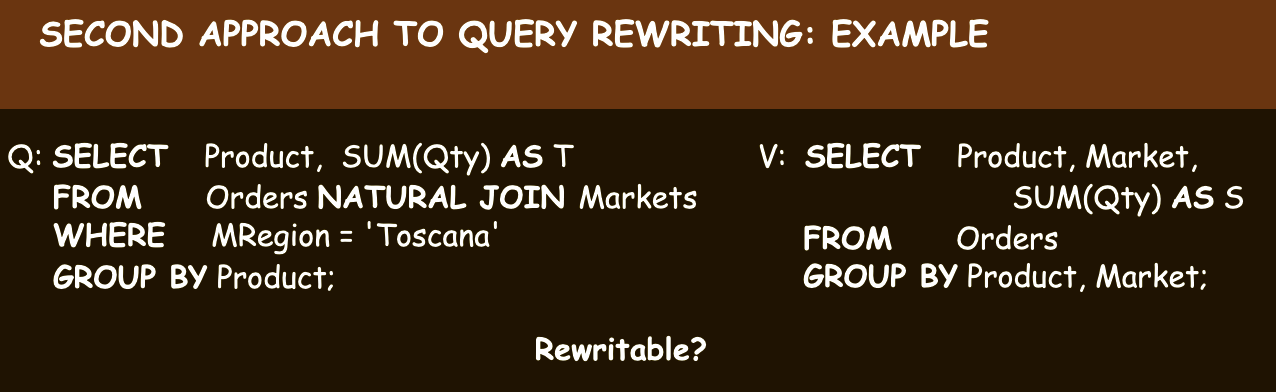 SECOND APPROACH TO QUERY REWRITING: EXAMPLE
Q: SELECT Product, SUM(Qty) AS T
FROM Orders NATURAL JOIN Markets
WHERE MRegion = 'Toscana'
GROUP BY Product;
V: SELECT Product, Market,
SUM(Qty) AS S
FROM Orders
GROUP BY Product, Market;
Rewritable?